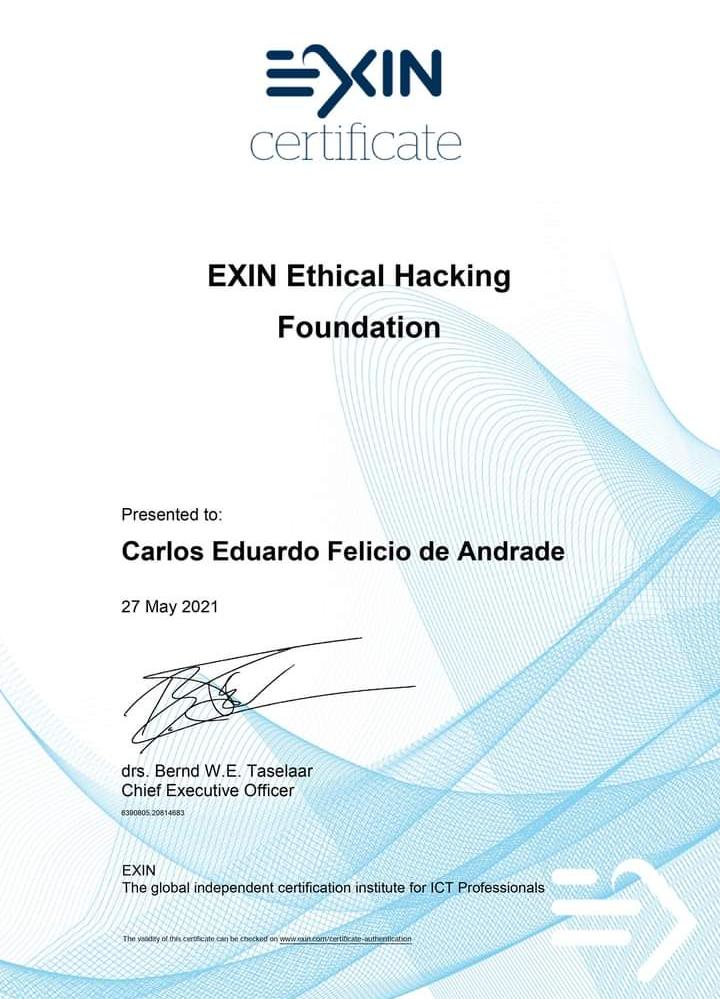 EXIN
certificate
EXIN Ethical Hacking
Foundation
Presented to:
Carlos Eduardo Felicio de Andrade
27 May 2021
drs. Bernd W.E. Taselaar
Chief Executive Officer
6390805.20814683
EXIN
The global independent certification institute for ICT Professionals
The validity of this certificate can be checked on www.exin.com/certificate-authentication